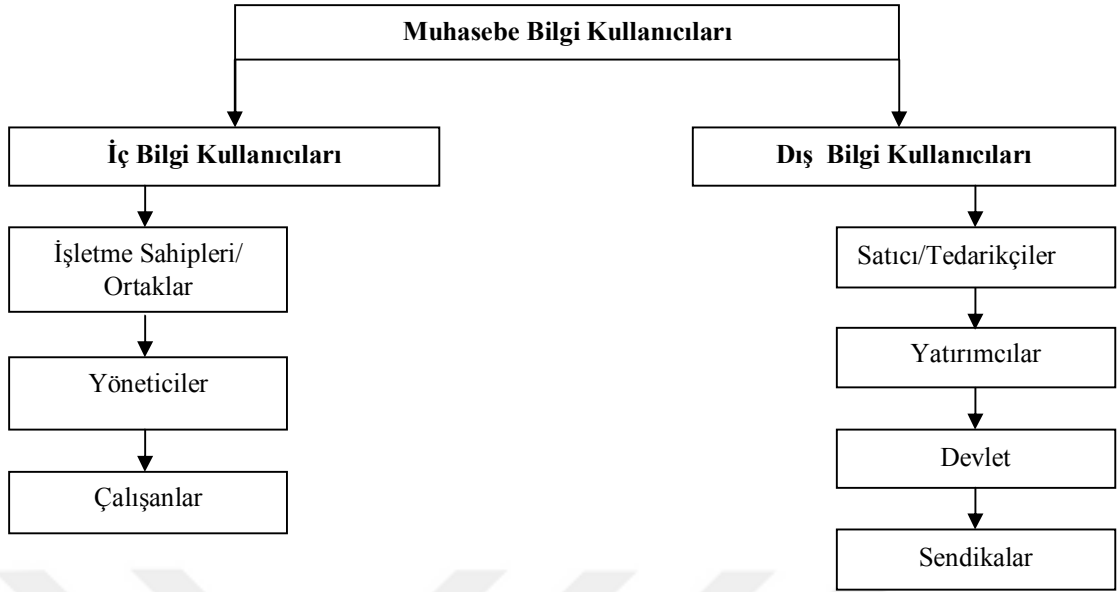 Muhasebe Bilgi Kullanıcıları
İç Bilgi Kullanıcıları
İşletme Sahipleri/
Ortaklar
Yöneticiler
Çalışanlar
Dış Bilgi Kullanıcıları
Satıcı/Tedarikçiler
Yatırımcılar
Devlet
Sendikalar